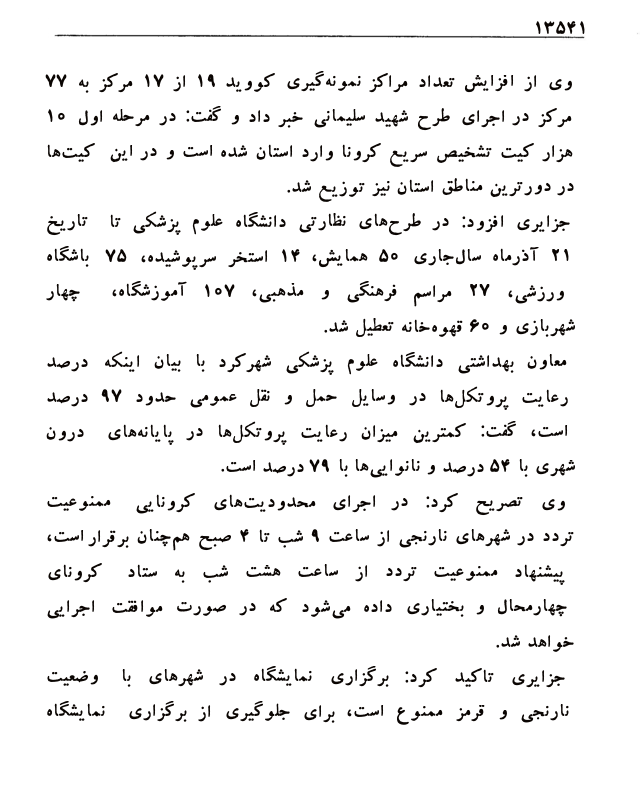 ۱۳۵۴۱
وی از افزایش تعداد مراکز نمونه‌گیری کووید ۱۹ از ۱۷ مرکز به ۷۷
مرکز در اجرای طرح شهید سلیمانی خبر داد و گفت: در مرحله اول ۱۰
هزار کیت تشخیص سریع کرونا وارد استان شده است و در این کیت‌ها
در دورترین مناطق استان نیز توزیع شد.
جزایری افزود: در طرح‌های نظارتی دانشگاه علوم پزشکی تا تاریخ
۲۱ آذرماه سال‌جاری ۵۰ همایش، ۱۴ استخر سرپوشیده، ۷۵ باشگاه
ورزشی، ۲۷ مراسم فرهنگی و مذهبی، ۱۰۷ آموزشگاه، چهار
شهربازی و ۶۰ قهوه‌خانه تعطیل شد.
معاون بهداشتی دانشگاه علوم پزشکی شهرکرد با بیان اینکه درصد
رعایت پروتکل‌ها در وسایل حمل و نقل عمومی حدود ۹۷ درصد
است، گفت: کمترین میزان رعایت پروتکل‌ها در پایانه‌های درون
شهری با ۵۴ درصد و نانوایی‌ها با ۷۹ درصد است.
وی تصریح کرد: در اجرای محدودیت‌های کرونایی ممنوعیت
تردد در شهرهای نارنجی از ساعت ۹ شب تا ۴ صبح هم‌چنان برقرار است،
پیشنهاد ممنوعیت تردد از ساعت هشت شب به ستاد کرونای
چهارمحال و بختیاری داده می‌شود که در صورت موافقت اجرایی
خواهد شد.
جزایری تاکید کرد: برگزاری نمایشگاه در شهرهای با وضعیت
نارنجی و قرمز ممنوع است، برای جلوگیری از برگزاری نمایشگاه